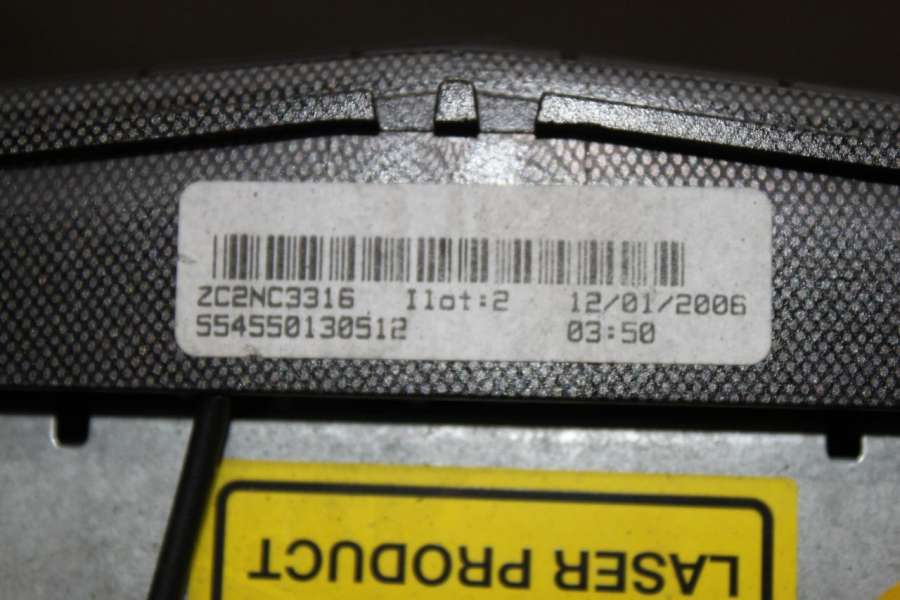 ZC2NC3316 Ilot:2 12/01/2006
554550130512 03:50
LASER PRODUCT